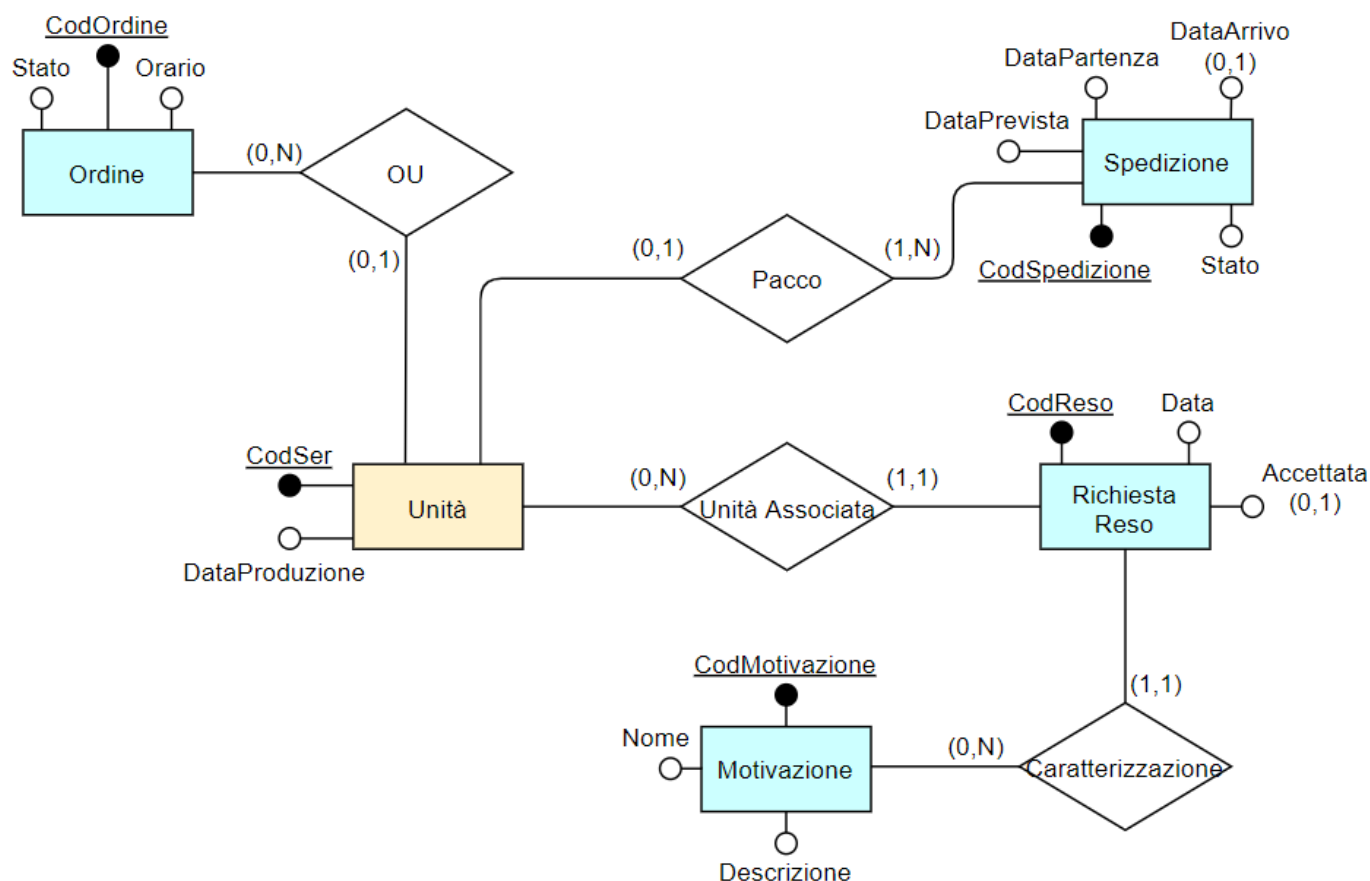 CodOrdine
Stato
Orario
Ordine
(0,N)
OU
(0,1)
DataArrivo
(0,1)
DataPartenza
DataPrevista
Spedizione
CodSpedizione
Stato
(0,1)
Pacco
(1,N)
CodSer
DataProduzione
Unità
(0,N)
Unità Associata
(1,1)
CodReso
Data
Richiesta
Reso
Accettata
(0,1)
CodMotivazione
Nome
Motivazione
Descrizione
(0,N)
(1,1)
Caratterizzazione